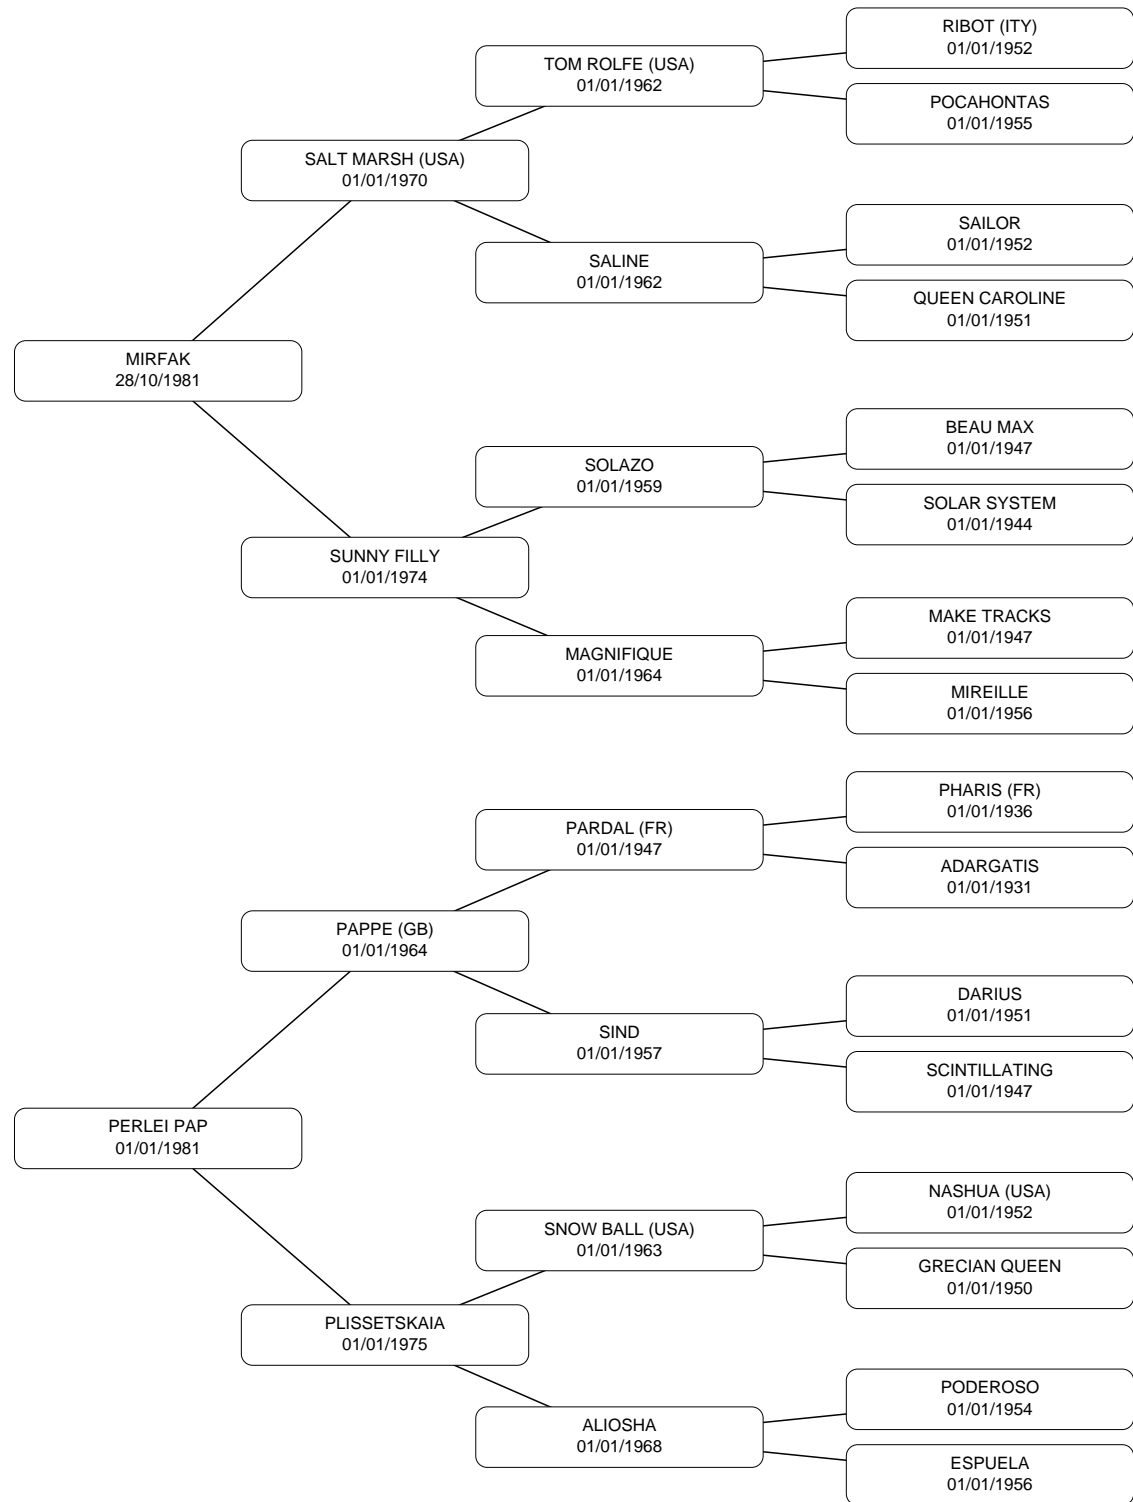 RIBOT (ITY)
01/01/1952
TOM ROLFE (USA)
01/01/1962
POCAHONTAS
01/01/1955
SALT MARSH (USA)
01/01/1970
SAILOR
01/01/1952
SALINE
01/01/1962
QUEEN CAROLINE
01/01/1951
MIRFAK
28/10/1981
BEAU MAX
01/01/1947
SOLAZO
01/01/1959
SOLAR SYSTEM
01/01/1944
SUNNY FILLY
01/01/1974
MAKE TRACKS
01/01/1947
MAGNIFIQUE
01/01/1964
MIREILLE
01/01/1956
PHARIS (FR)
01/01/1936
PARDAL (FR)
01/01/1947
ADARGATIS
01/01/1931
PAPPE (GB)
01/01/1964
DARIUS
01/01/1951
SIND
01/01/1957
SCINTILLATING
01/01/1947
PERLEI PAP
01/01/1981
NASHUA (USA)
01/01/1952
SNOW BALL (USA)
01/01/1963
GRECIAN QUEEN
01/01/1950
PLISSETSKAIA
01/01/1975
PODEROSO
01/01/1954
ALIOSHA
01/01/1968
ESPUELA
01/01/1956